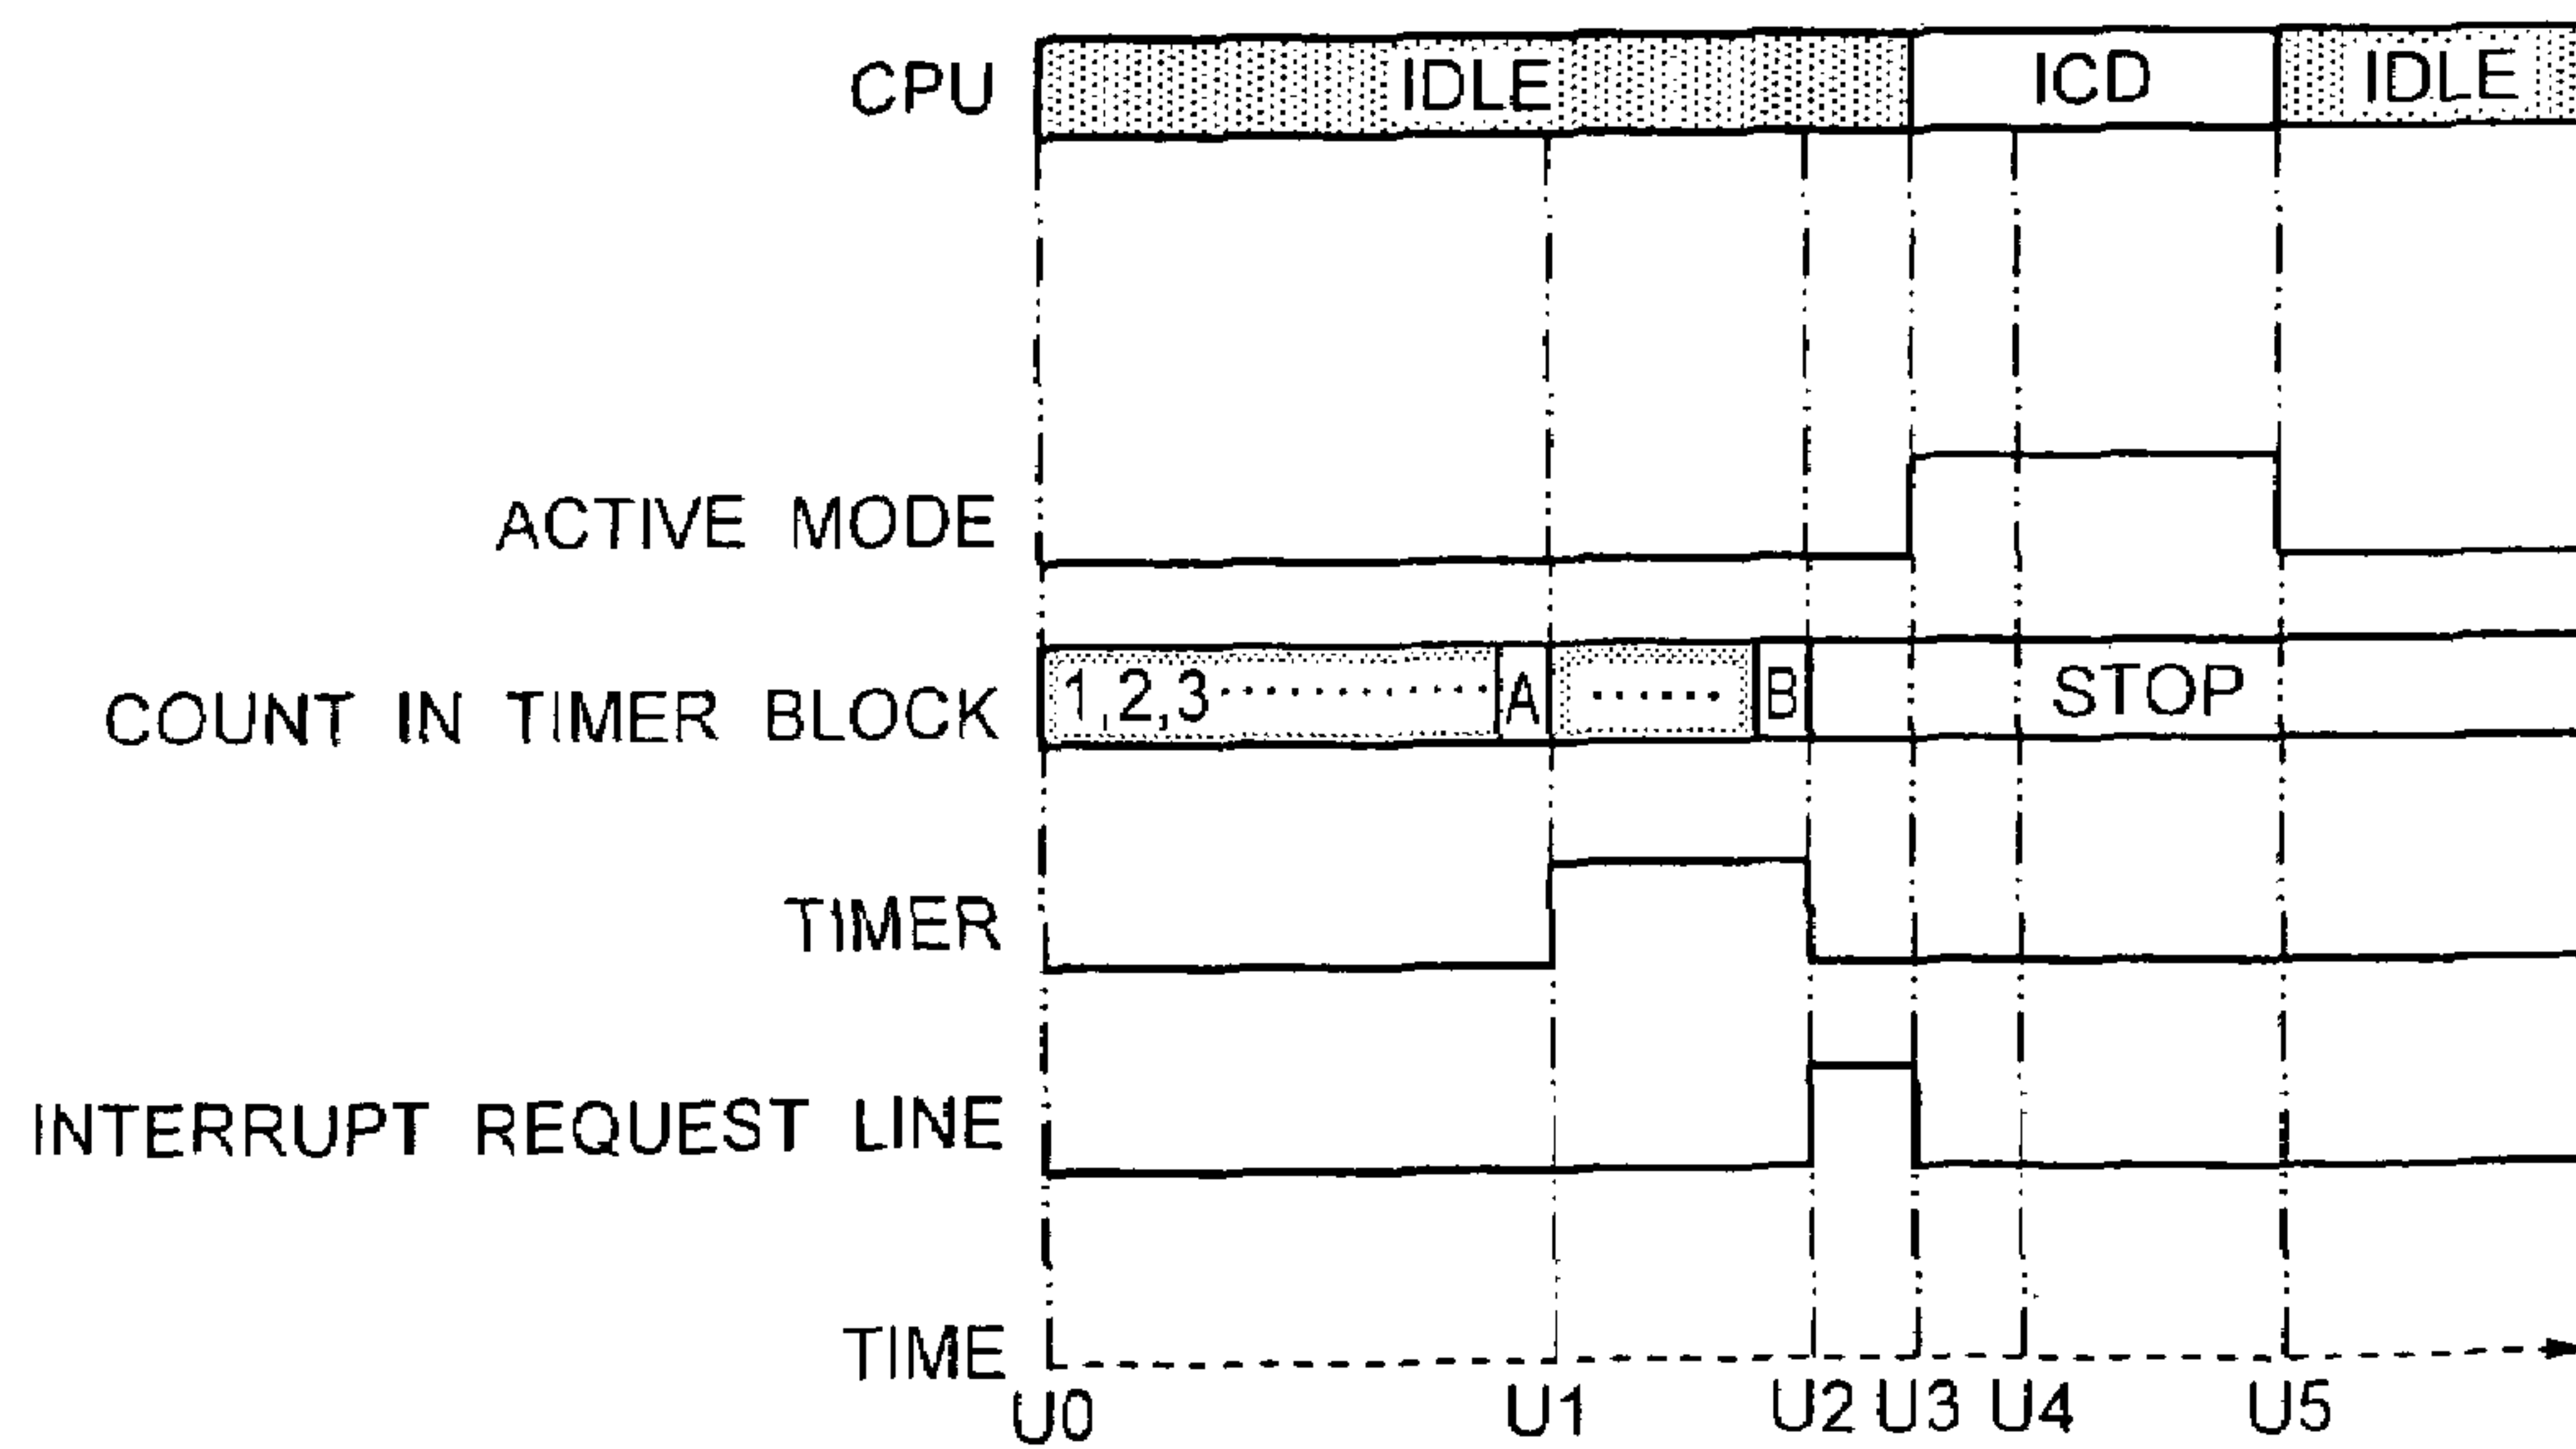 CPU IDLE ICD IDLE
ACTIVE MODE
COUNT IN TIMER BLOCK 1,2,3 A B STOP
TIMER
INTERRUPT REQUEST LINE
TIME
U0 U1 U2 U3 U4 U5